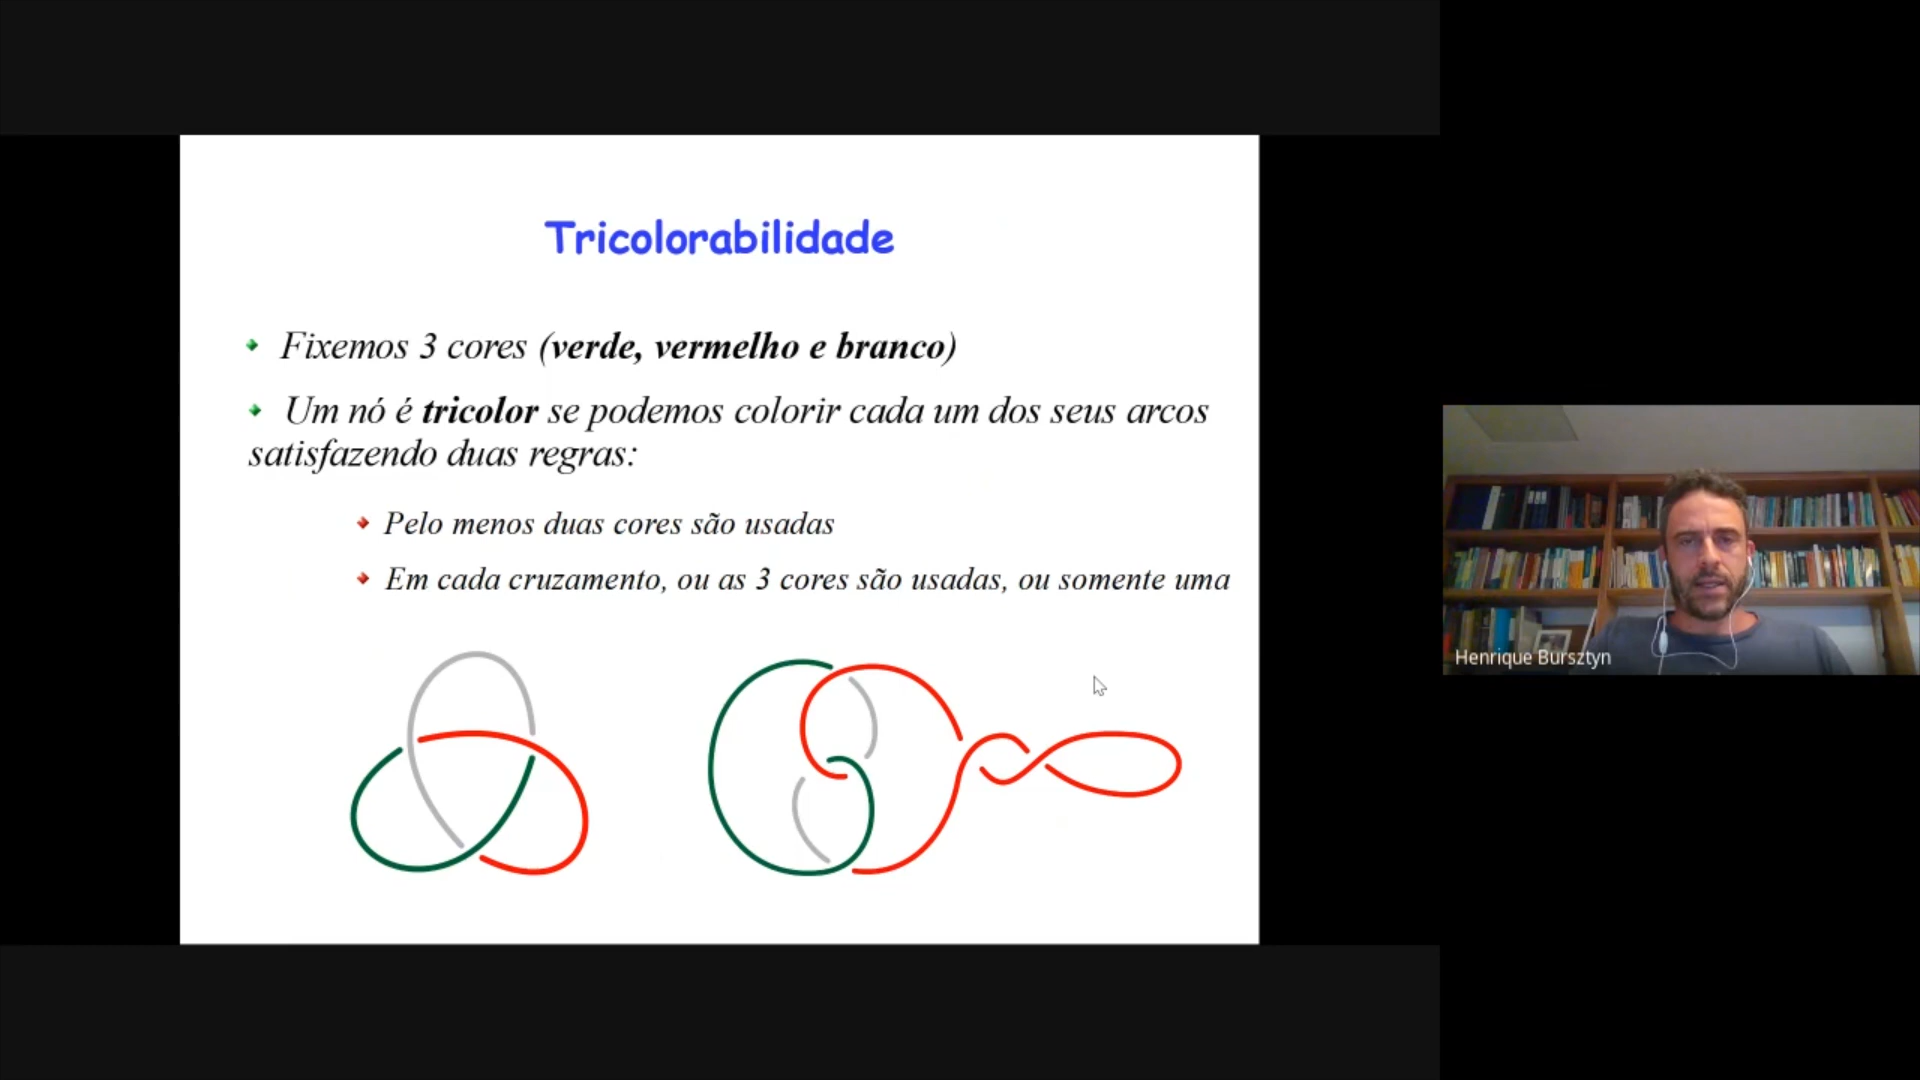 Tricolorabilidade
Fixemos 3 cores (verde, vermelho e branco)
Um nó é tricolor se podemos colorir cada um dos seus arcos
satisfazendo duas regras:
Pelo menos duas cores são usadas
Em cada cruzamento, ou as 3 cores são usadas, ou somente uma
Henrique Bursztyn